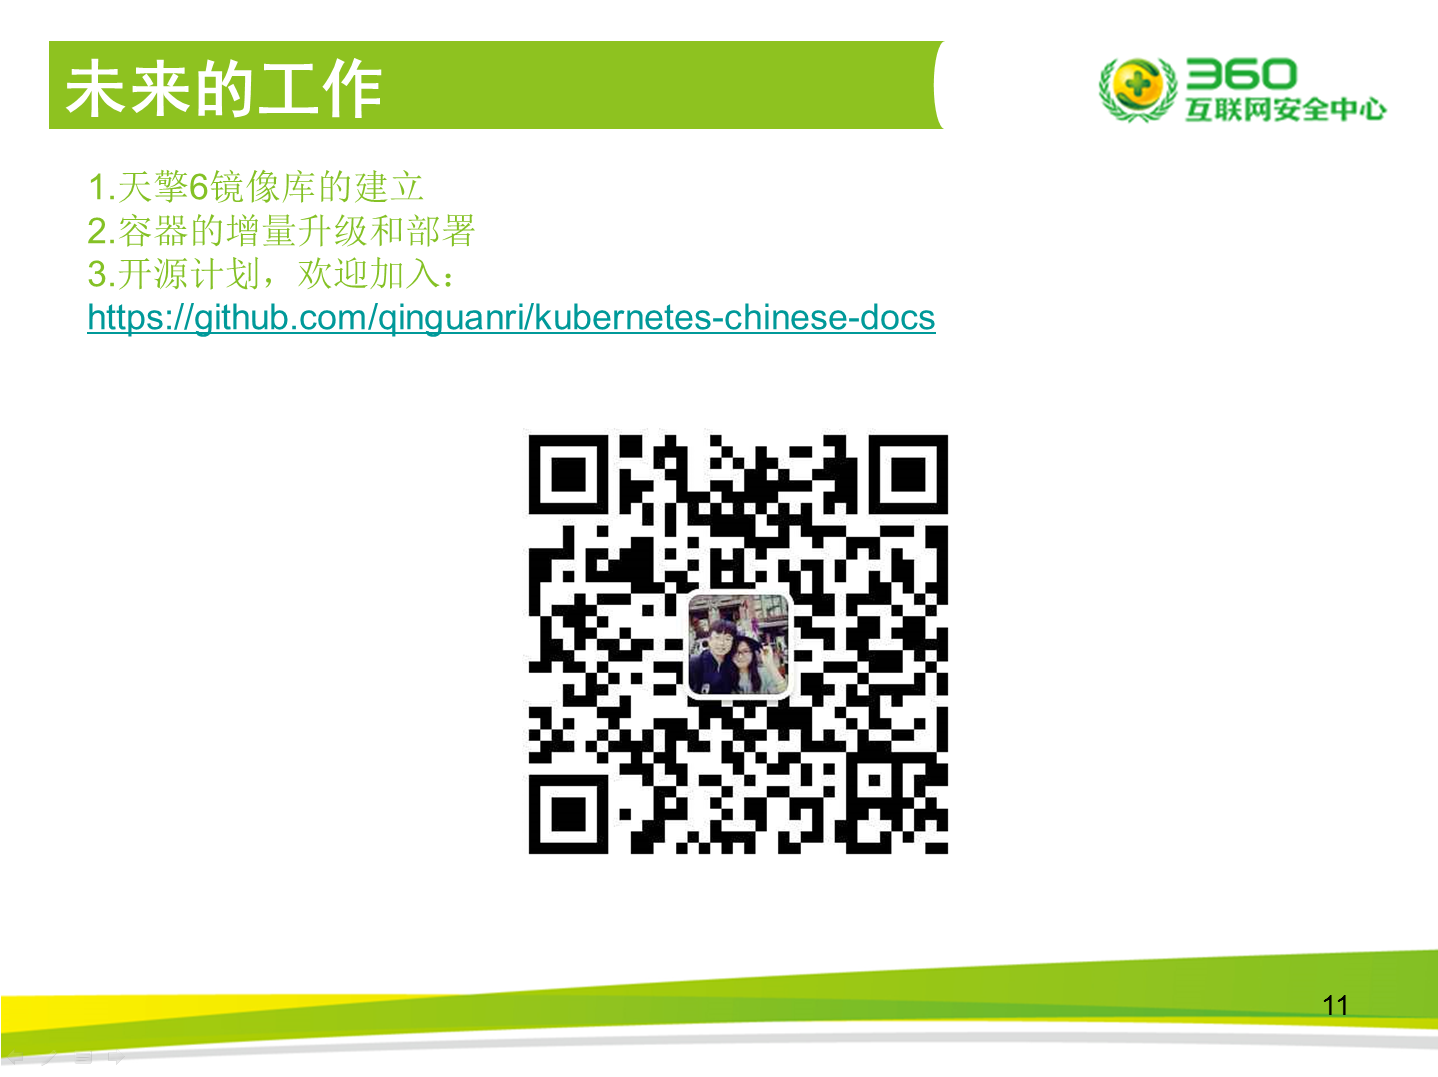 未来的工作
360
互联网安全中心
1.天擎6镜像库的建立
2.容器的增量升级和部署
3.开源计划，欢迎加入：
https://github.com/qinguanri/kubernetes-chinese-docs
11